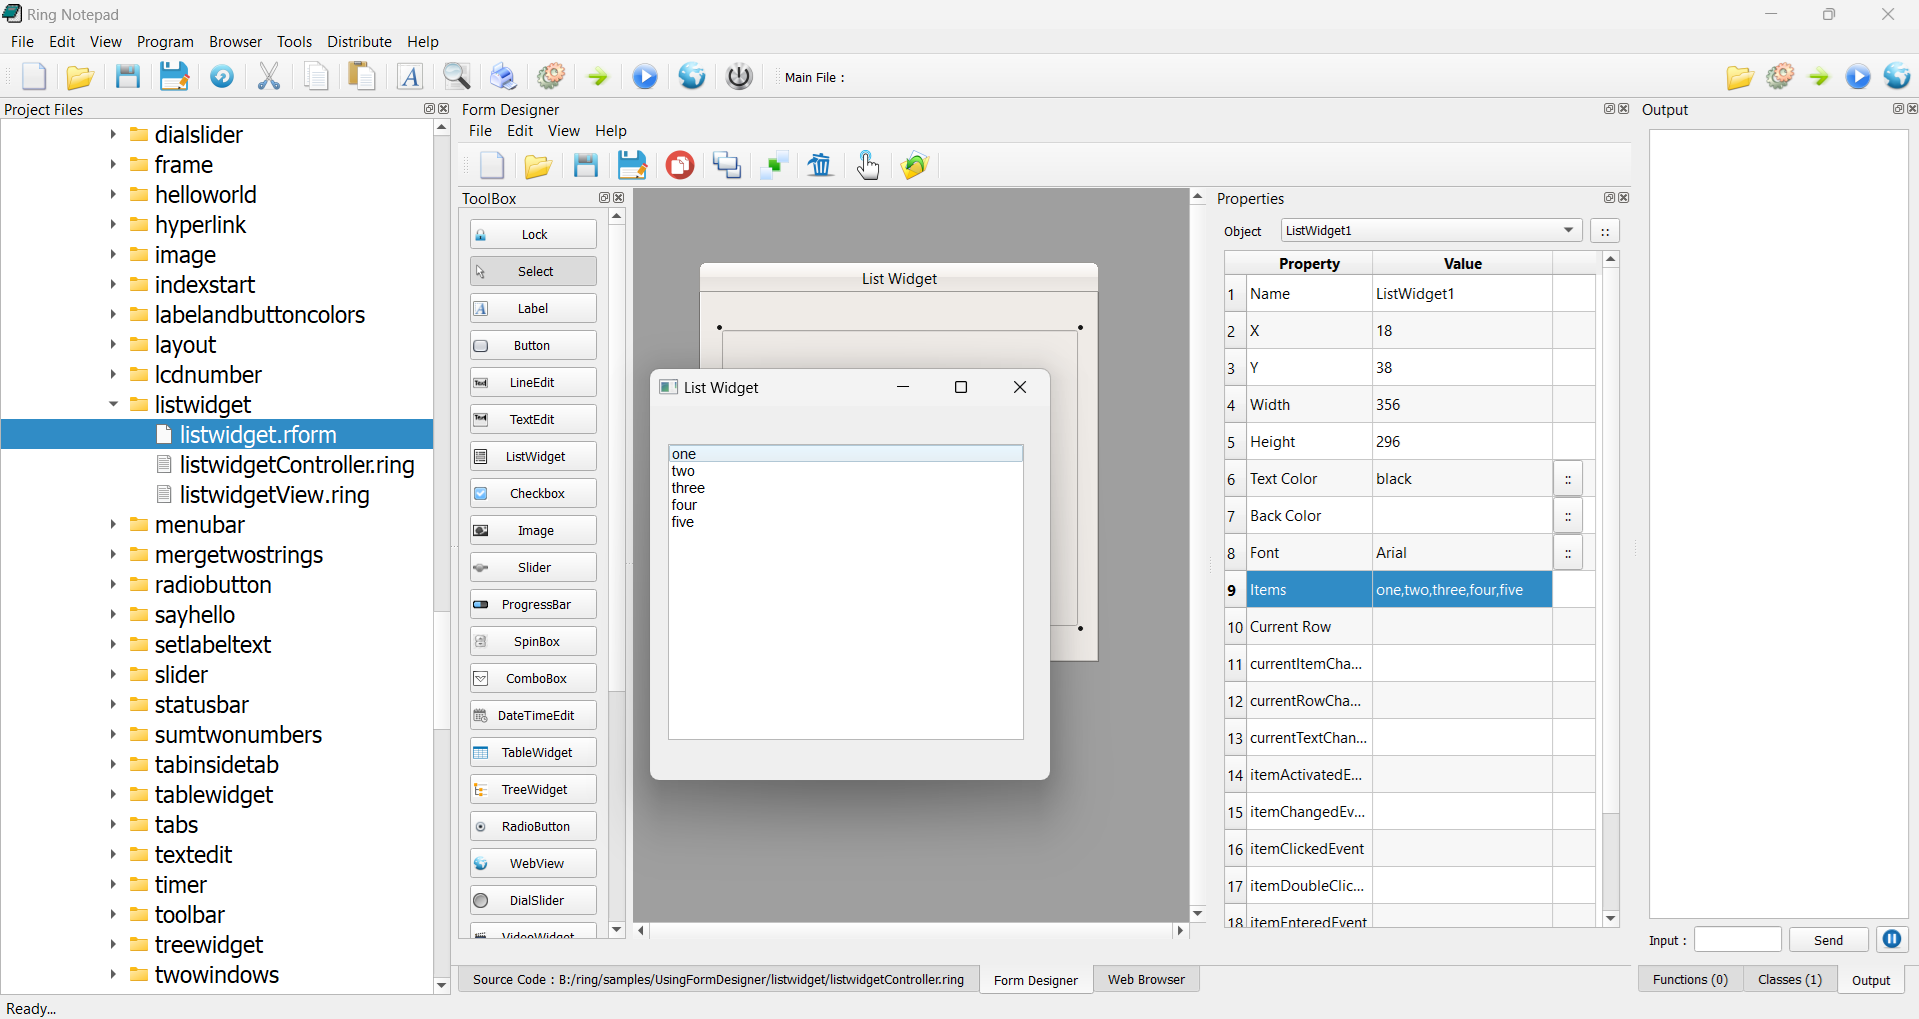 Ring Notepad
File Edit View Program Browser Tools Distribute Help
Main File :
Project Files
dialslider
frame
helloworld
hyperlink
image
indexstart
labelandbuttoncolors
layout
lcdnumber
listwidget
listwidget.rform
listwidgetController.ring
listwidgetView.ring
menubar
mergetwostrings
radiobutton
sayhello
setlabeltext
slider
statusbar
sumtwonumbers
tabinsidetab
tablewidget
tabs
textedit
timer
toolbar
treewidget
twowindows
Form Designer
File Edit View Help
ToolBox
Lock
Select
Label
Button
LineEdit
TextEdit
ListWidget
Checkbox
Image
Slider
ProgressBar
SpinBox
ComboBox
DateTimeEdit
TableWidget
TreeWidget
RadioButton
WebView
DialSlider
VideoWidget
List Widget
List Widget
one
two
three
four
five
Properties
Object ListWidget1 ::
Property Value
1 Name ListWidget1
2 X 18
3 Y 38
4 Width 356
5 Height 296
6 Text Color black ::
7 Back Color ::
8 Font Arial ::
9 Items one,two,three,four,five
10 Current Row
11 currentItemCha...
12 currentRowCha...
13 currentTextChan...
14 itemActivatedE...
15 itemChangedEv...
16 itemClickedEvent
17 itemDoubleClic...
18 itemEnteredEvent
Source Code : B:/ring/samples/UsingFormDesigner/listwidget/listwidgetController.ring Form Designer Web Browser
Output
Input : Send
Functions (0) Classes (1) Output
Ready...